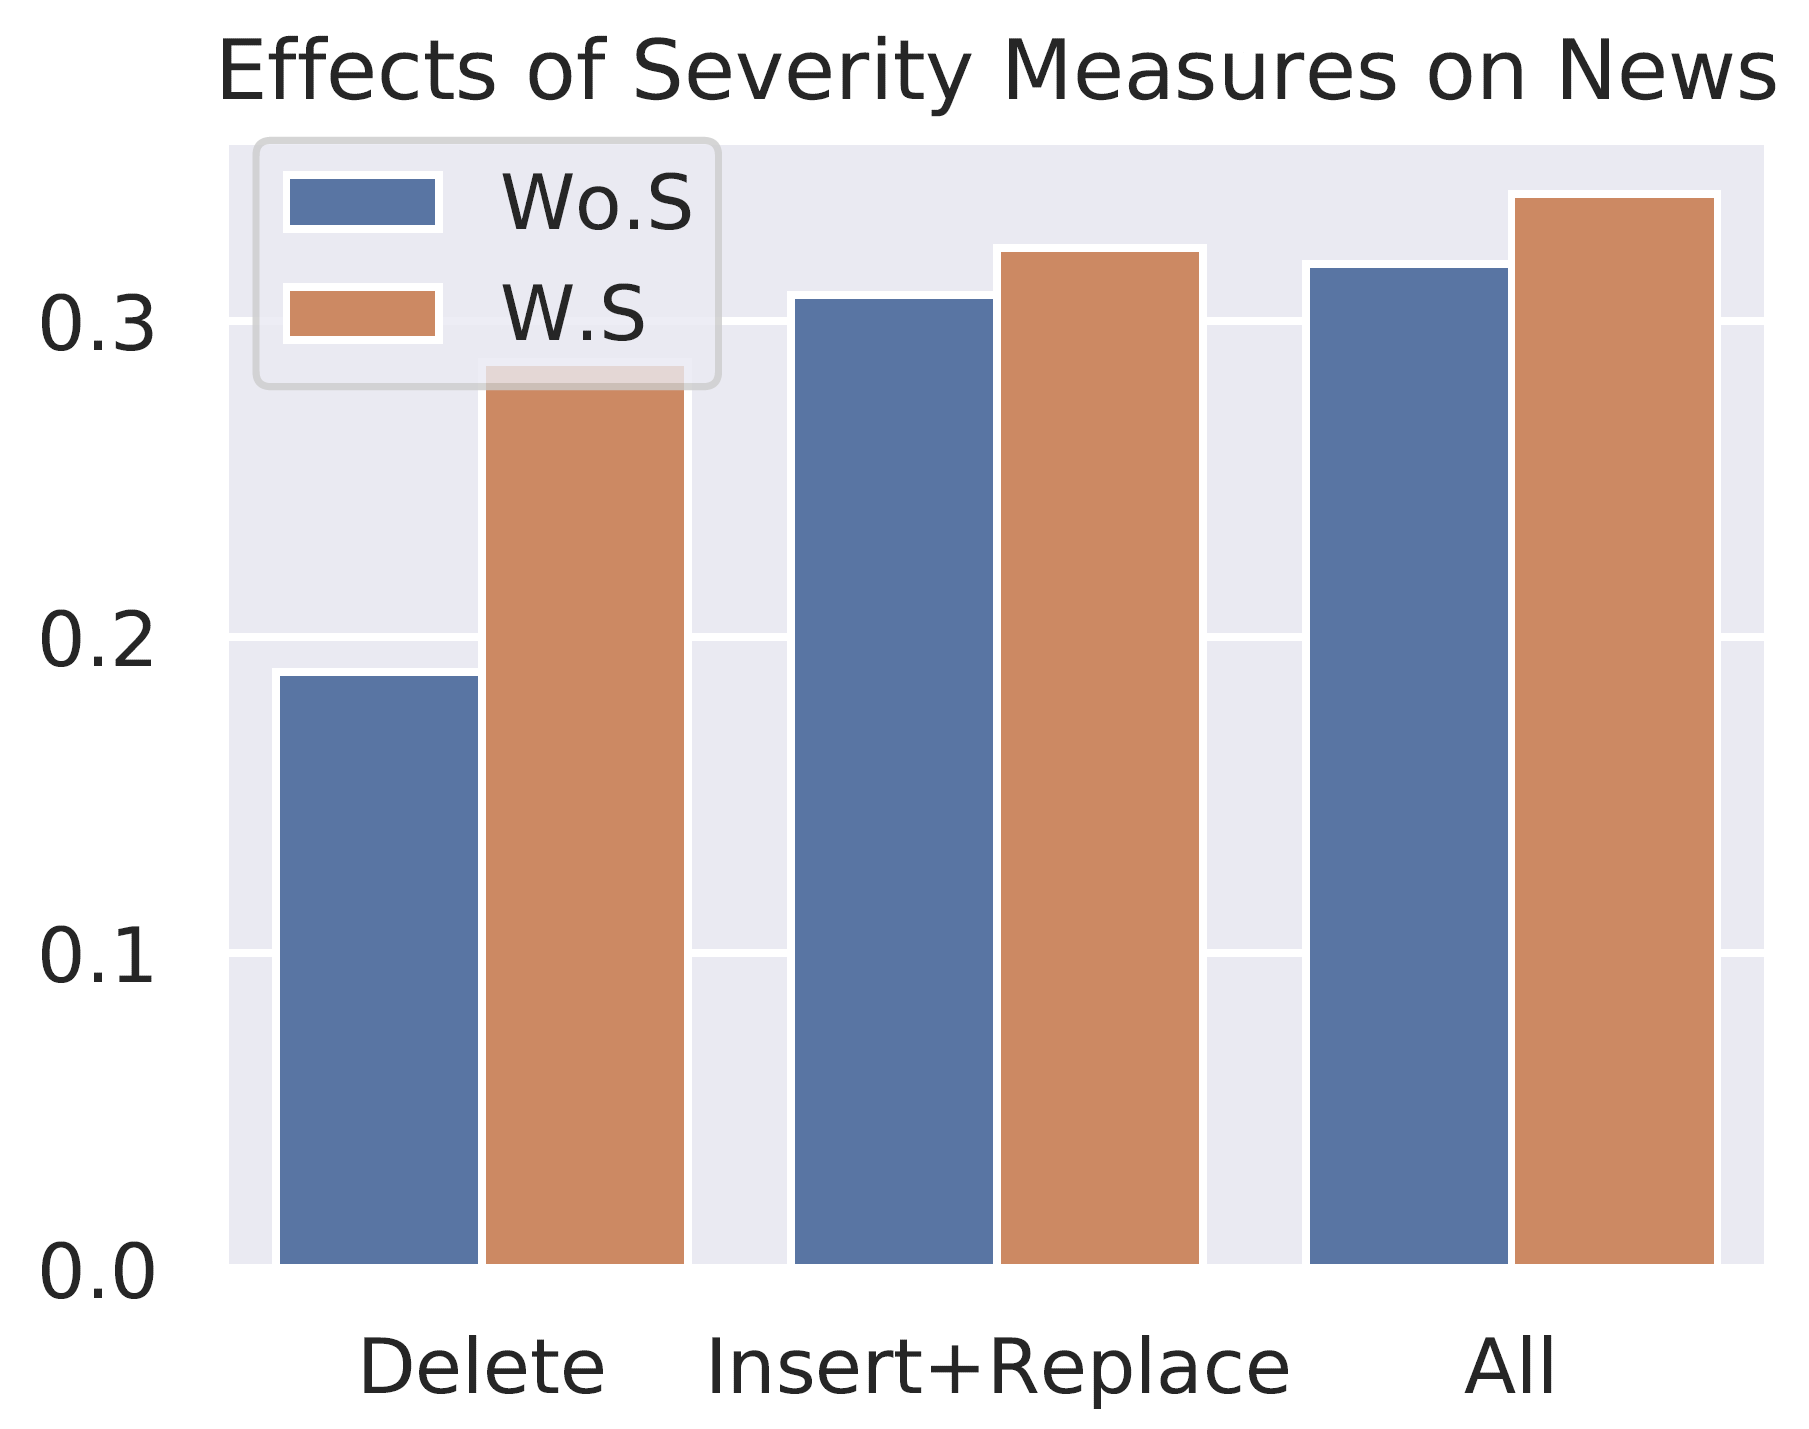 Effects of Severity Measures on News
Wo.S
W.S
0.3
0.2
0.1
0.0
Delete Insert+Replace All